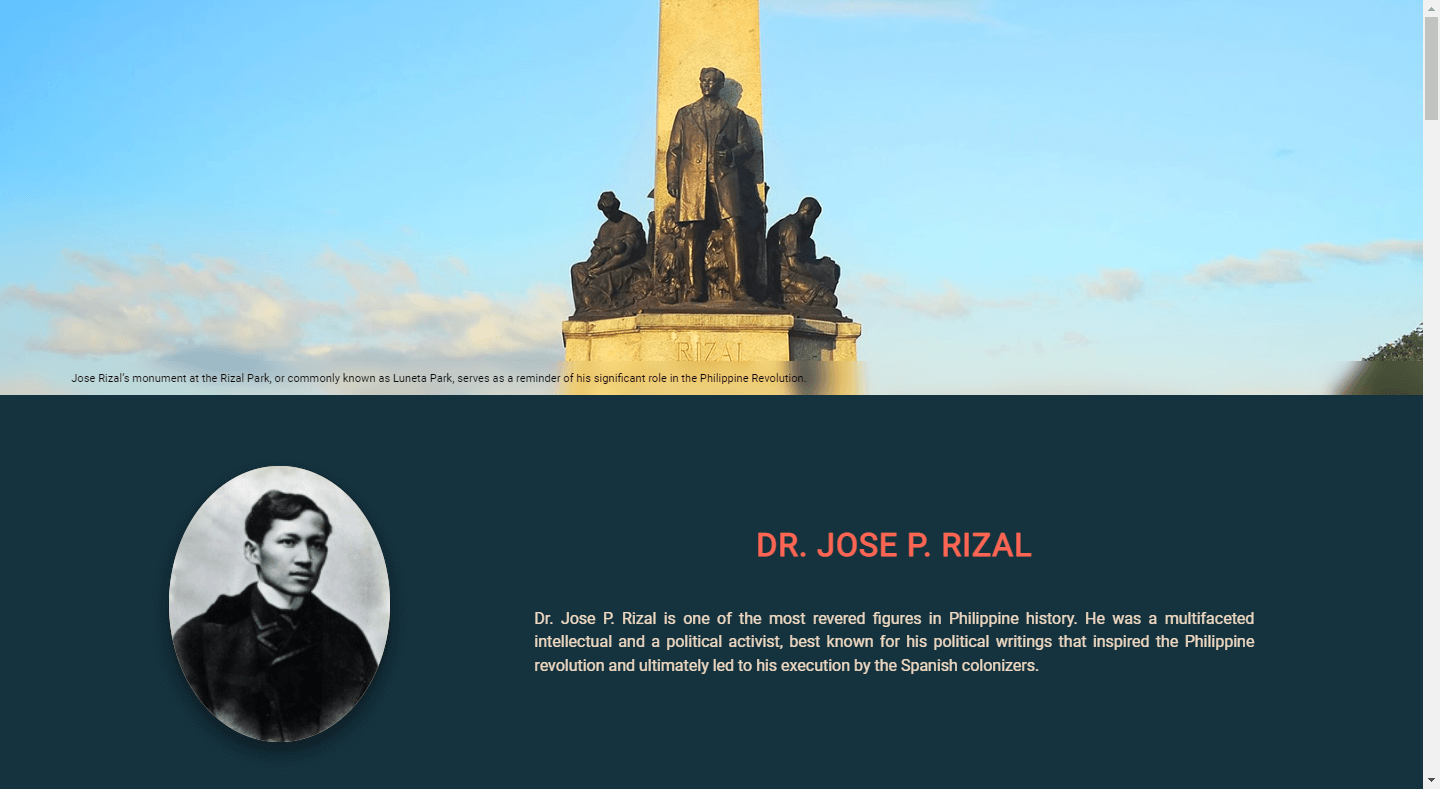 RIZAL
Jose Rizal's monument at the Rizal Park, or commonly known as Luneta Park, serves as a reminder of his significant role in the Philippine Revolution.
DR. JOSE P. RIZAL
Dr. Jose P. Rizal is one of the most revered figures in Philippine history. He was a multifaceted
intellectual and a political activist, best known for his political writings that inspired the Philippine
revolution and ultimately led to his execution by the Spanish colonizers.